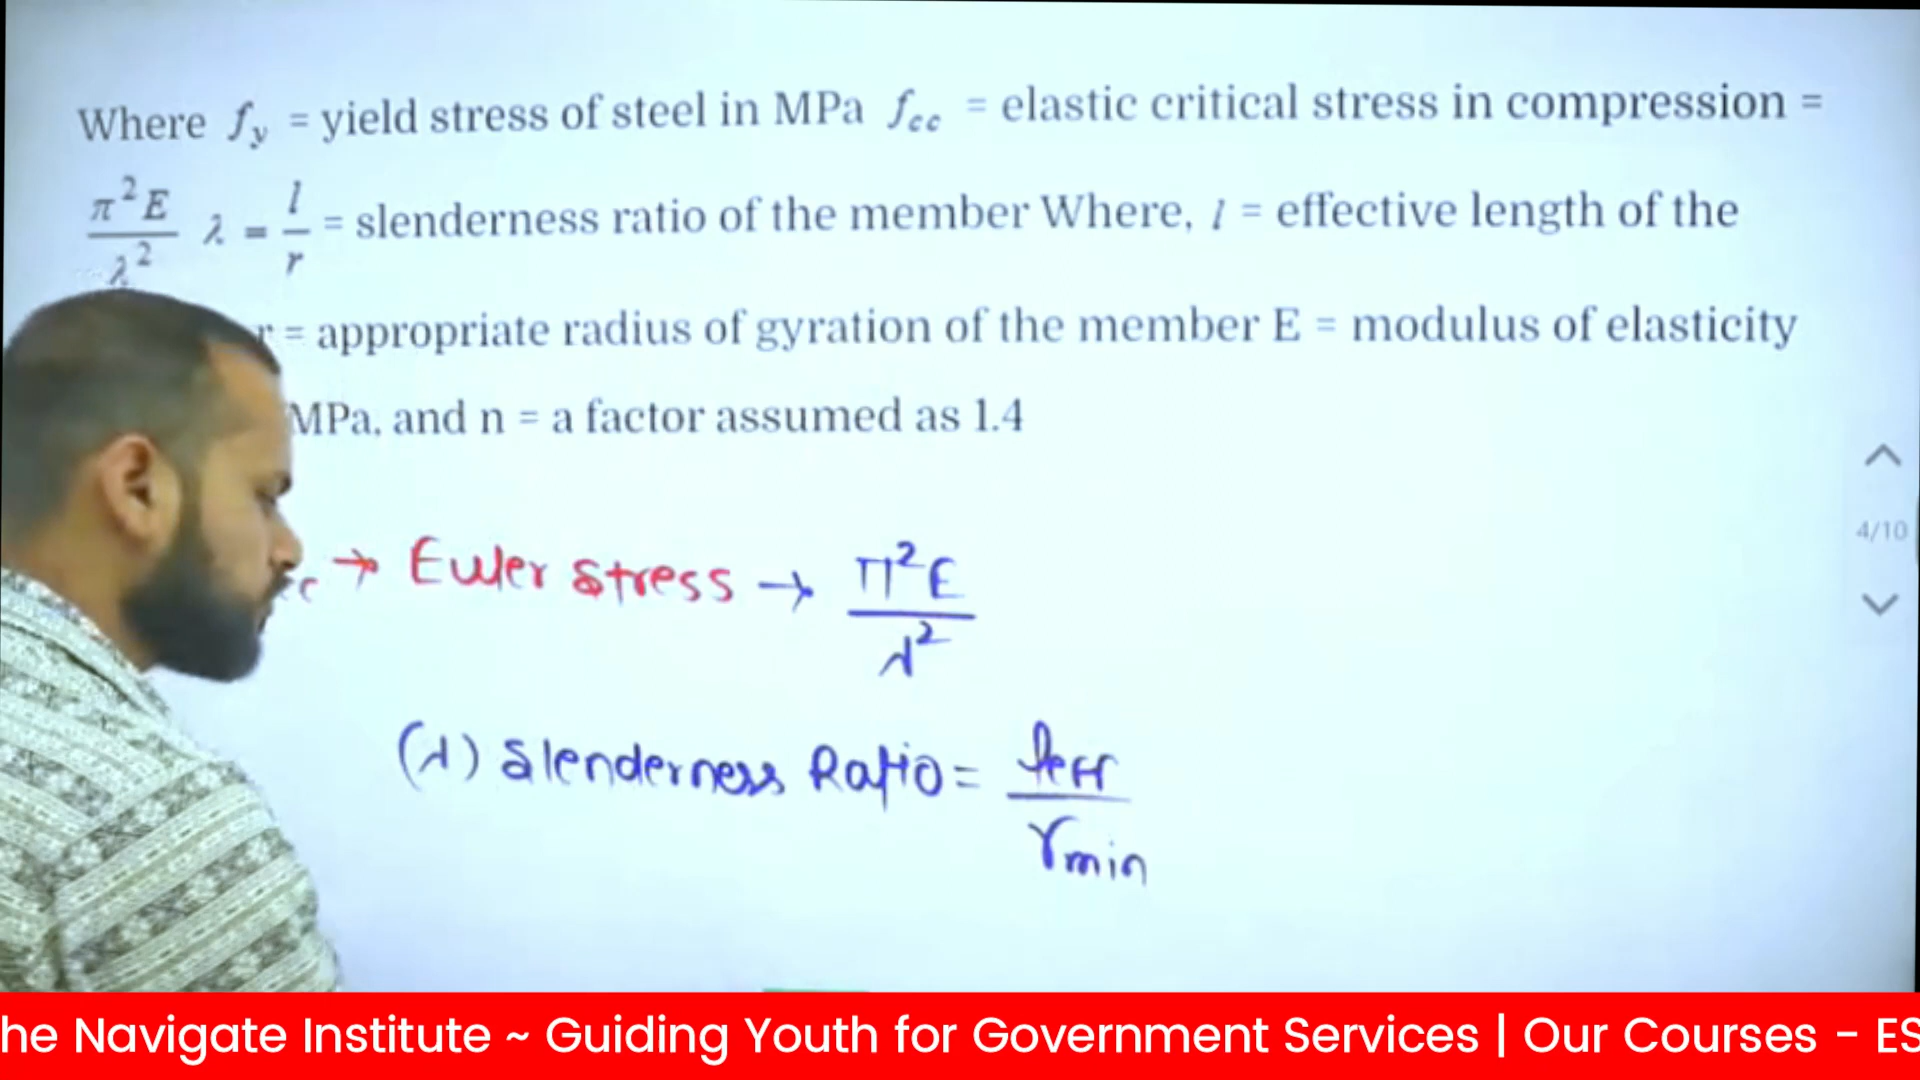 Where f_y = yield stress of steel in MPa f_cc = elastic critical stress in compression =
π²E/λ² λ = l/r = slenderness ratio of the member Where, l = effective length of the
r = appropriate radius of gyration of the member E = modulus of elasticity
MPa, and n = a factor assumed as 1.4
4/10
→ Euler stress → π²E/λ²
(λ) Slenderness Ratio = leff/rmin
he Navigate Institute ~ Guiding Youth for Government Services | Our Courses - ES